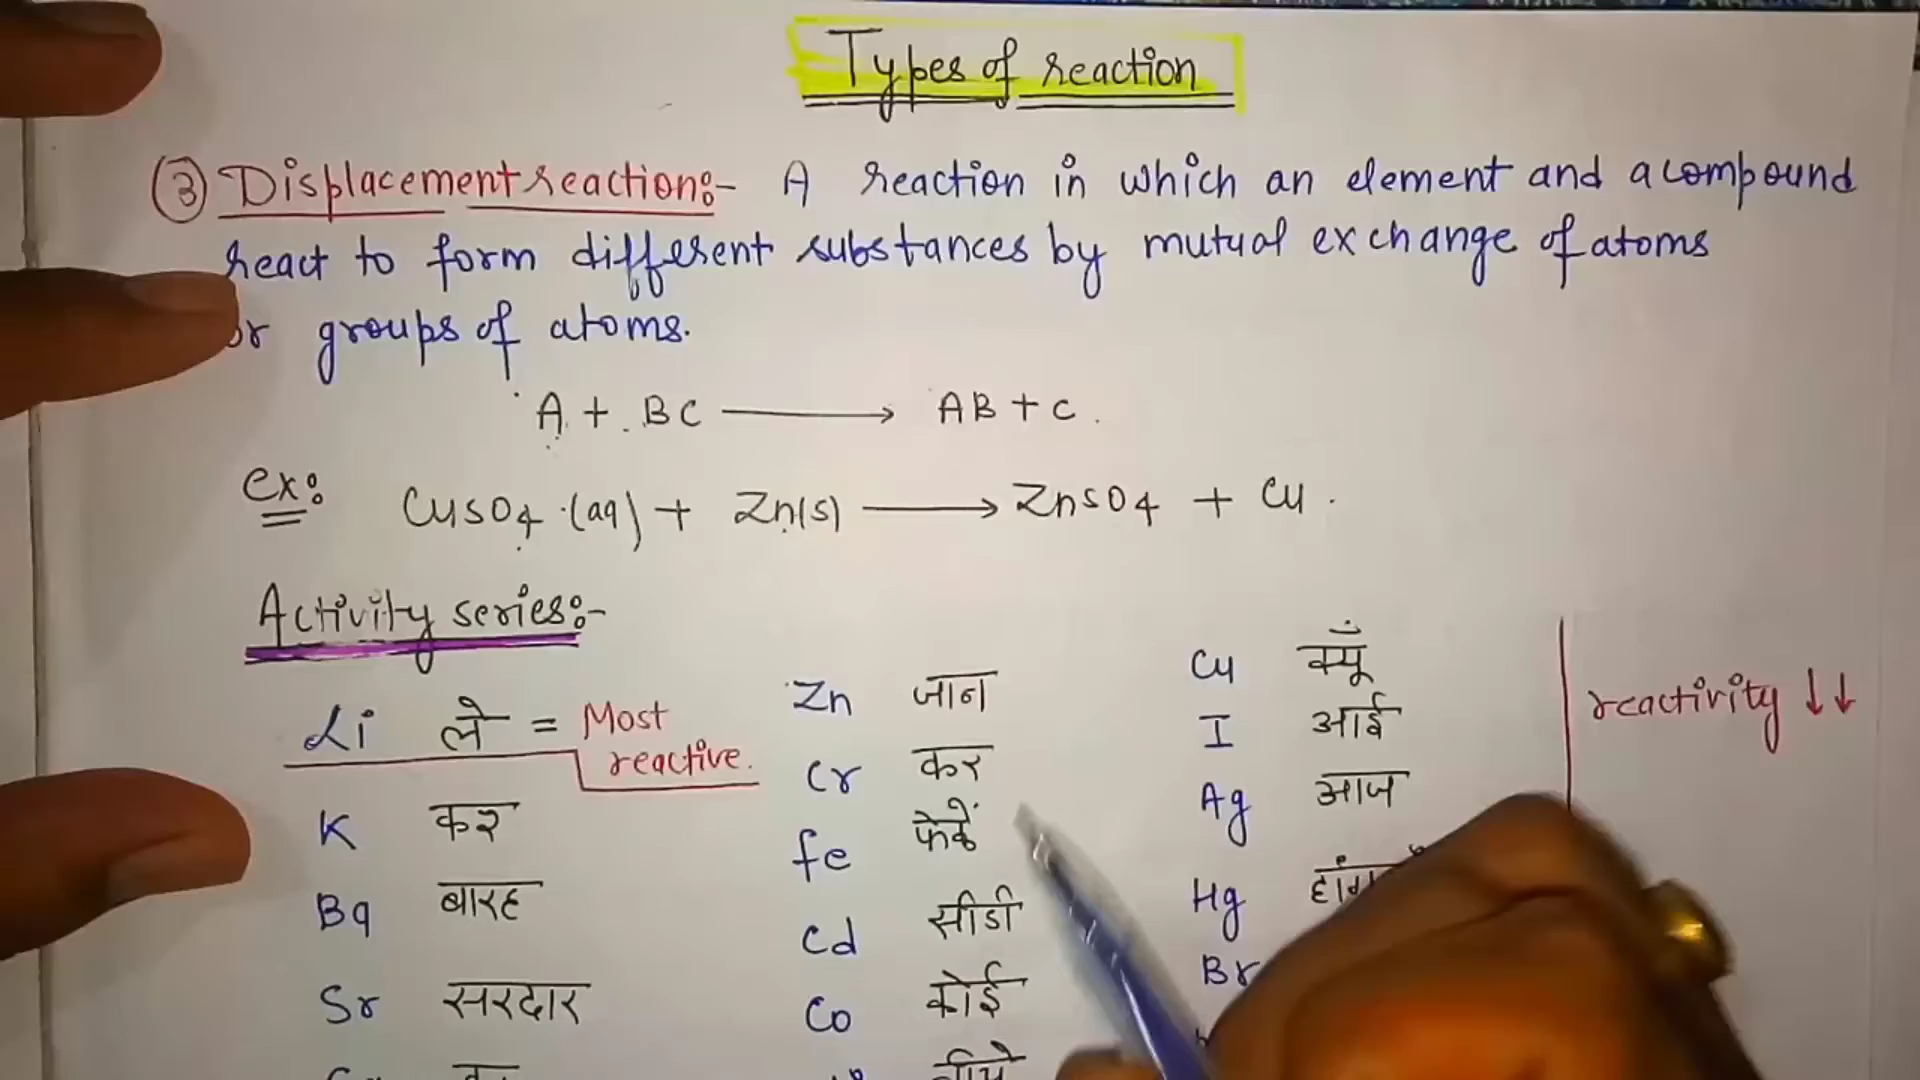 Types of reaction
③ Displacement reaction:- A reaction in which an element and a compound
react to form different substances by mutual exchange of atoms
or groups of atoms.
A + BC ⟶ AB + C.
ex:
CuSO4 (aq) + Zn(s) ⟶ ZnSO4 + Cu.
Activity series:-
Li ले = Most reactive.
K कर
Ba बारह
Sr सरदार
Zn जान
Cr कर
fe फेकें
Cd सीडी
Co कोई
Cu क्यूँ
I आई
Ag आज
Hg
Br
reactivity ↓↓